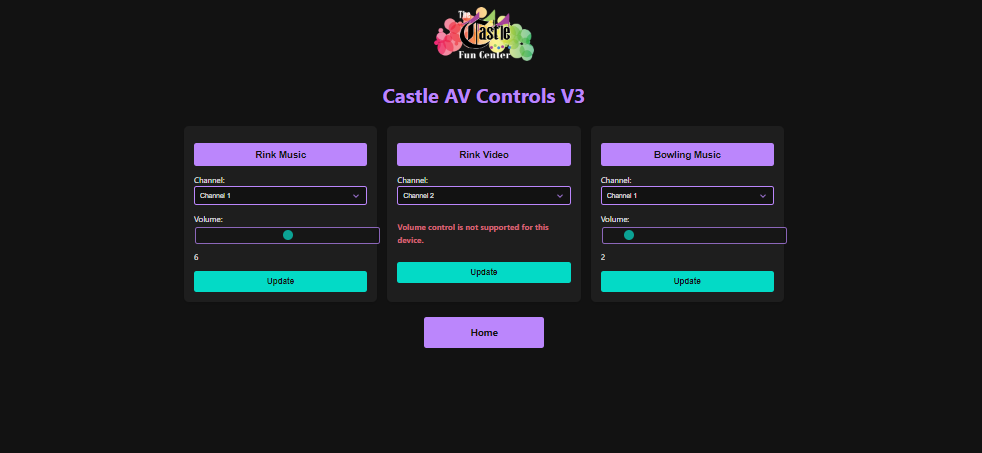 The
Castle
Fun Center
Castle AV Controls V3
Rink Music
Channel:
Channel 1
Volume:
6
Update
Rink Video
Channel:
Channel 2
Volume control is not supported for this
device.
Update
Bowling Music
Channel:
Channel 1
Volume:
2
Update
Home